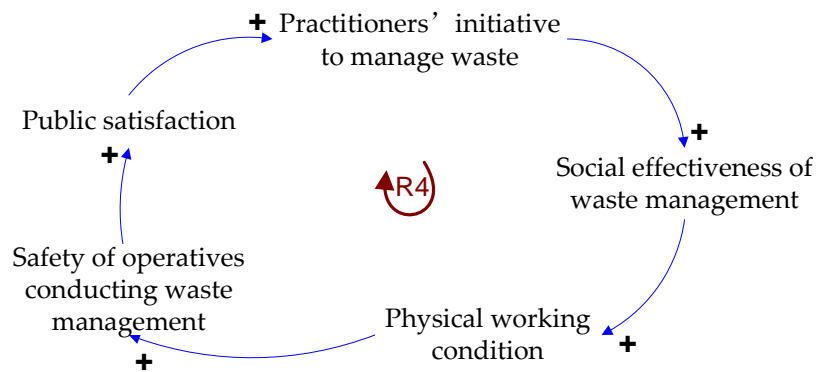 + Practitioners’ initiative
to manage waste
Public satisfaction
+
+
Social effectiveness of
waste management
R4
Safety of operatives
conducting waste
management
Physical working
condition
+
+